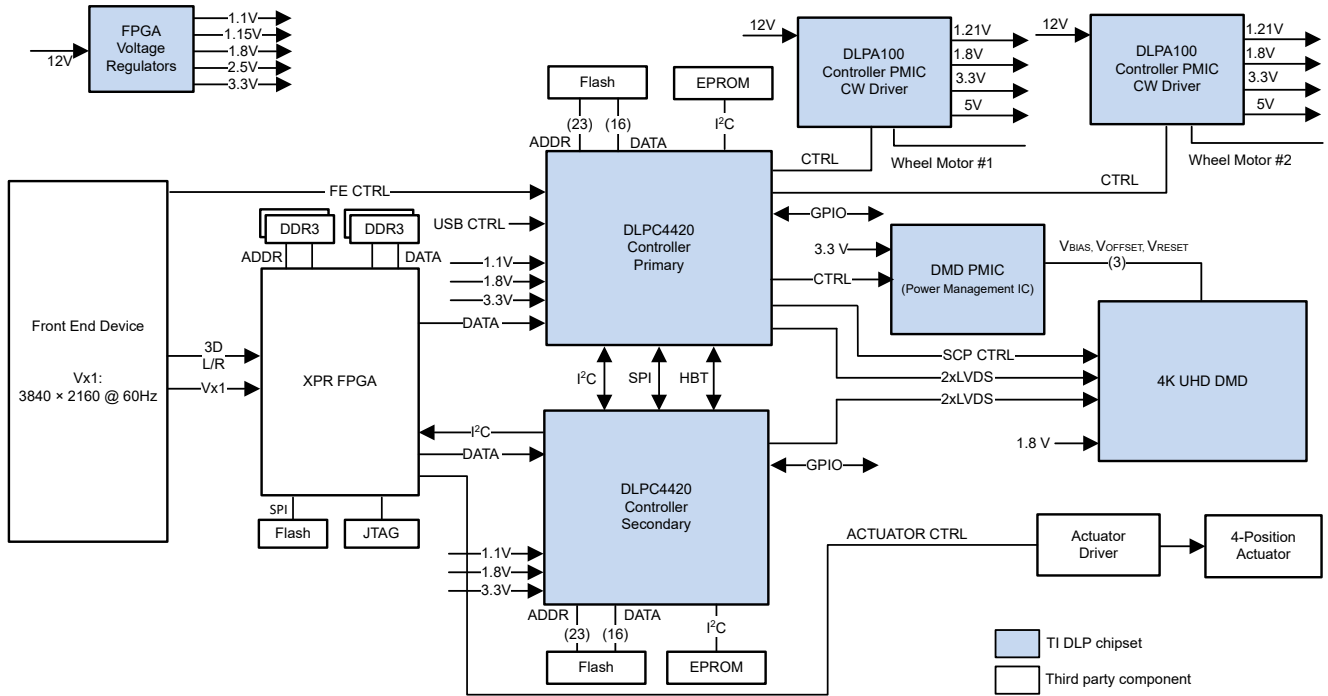 FPGA
Voltage
Regulators
12V
1.1V
1.15V
1.8V
2.5V
3.3V
Flash
(23)
(16)
ADDR
DATA
EPROM
I²C
12V
DLPA100
Controller PMIC
CW Driver
1.21V
1.8V
3.3V
5V
CTRL
Wheel Motor #1
12V
DLPA100
Controller PMIC
CW Driver
1.21V
1.8V
3.3V
5V
CTRL
Wheel Motor #2
Front End Device
Vx1:
3840 × 2160 @ 60Hz
FE CTRL
3D
L/R
Vx1
DDR3
DDR3
ADDR
DATA
XPR FPGA
SPI
Flash
JTAG
USB CTRL
1.1V
1.8V
3.3V
DATA
DLPC4420
Controller
Primary
GPIO
3.3 V
CTRL
DMD PMIC
(Power Management IC)
VBIAS, VOFFSET, VRESET
(3)
SCP CTRL
2xLVDS
2xLVDS
1.8 V
4K UHD DMD
I²C
SPI
HBT
I²C
DATA
DLPC4420
Controller
Secondary
GPIO
1.1V
1.8V
3.3V
ADDR
DATA
(23)
(16)
Flash
I²C
EPROM
ACTUATOR CTRL
Actuator
Driver
4-Position
Actuator
TI DLP chipset
Third party component